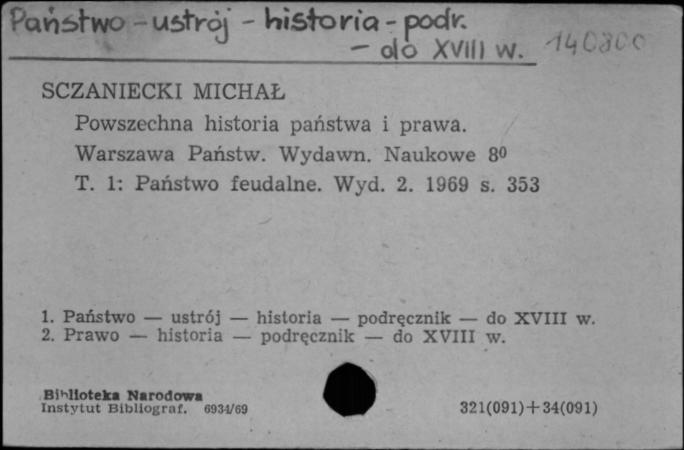 Państwo - ustrój - historia - podr.
- do XVIII w.
SCZANIECKI MICHAŁ
Powszechna historia państwa i prawa.
Warszawa Państw. Wydawn. Naukowe 8⁰
T. 1: Państwo feudalne. Wyd. 2. 1969 s. 353
1. Państwo — ustrój — historia — podręcznik — do XVIII w.
2. Prawo — historia — podręcznik — do XVIII w.
Biblioteka Narodowa
Instytut Bibliograf. 6934/69
321(091)+34(091)